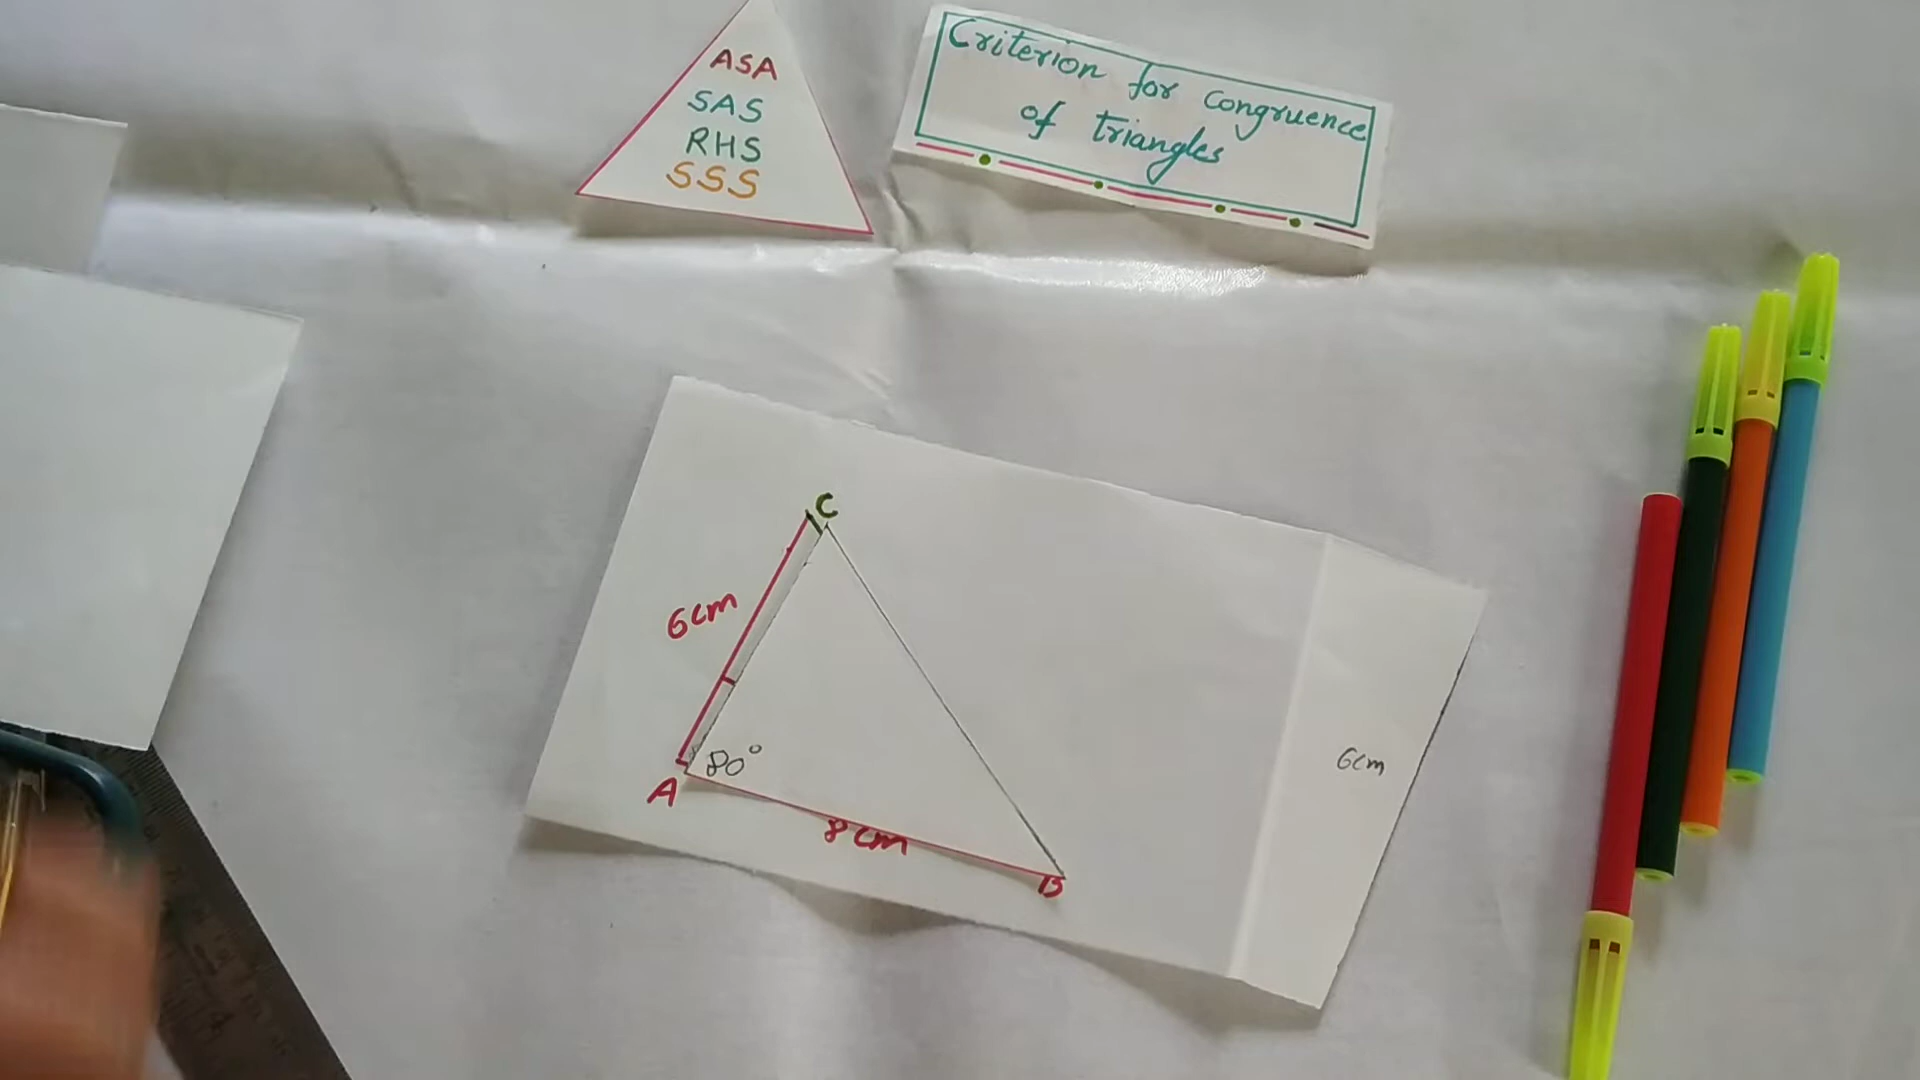 ASA
SAS
RHS
SSS
Criterion for congruence
of triangles
C
6cm
80°
A
8cm
B
6cm